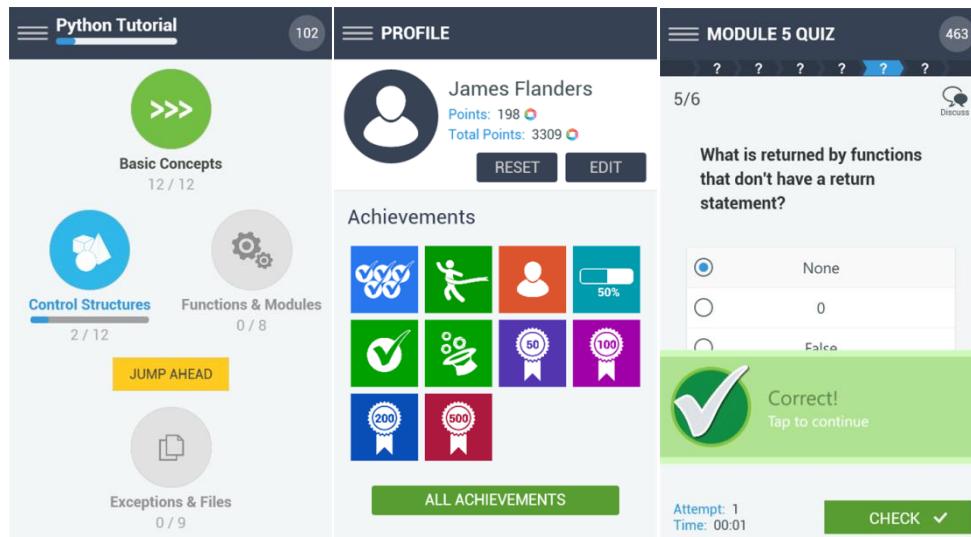 Python Tutorial
102
>>>
Basic Concepts
12 / 12
Control Structures
2 / 12
Functions & Modules
0 / 8
JUMP AHEAD
Exceptions & Files
0 / 9
PROFILE
James Flanders
Points: 198
Total Points: 3309
RESET EDIT
Achievements
50%
50
100
200
500
ALL ACHIEVEMENTS
MODULE 5 QUIZ
463
? ? ? ? ? ?
5/6
Discuss
What is returned by functions
that don't have a return
statement?
None
0
False
Correct!
Tap to continue
Attempt: 1
Time: 00:01
CHECK